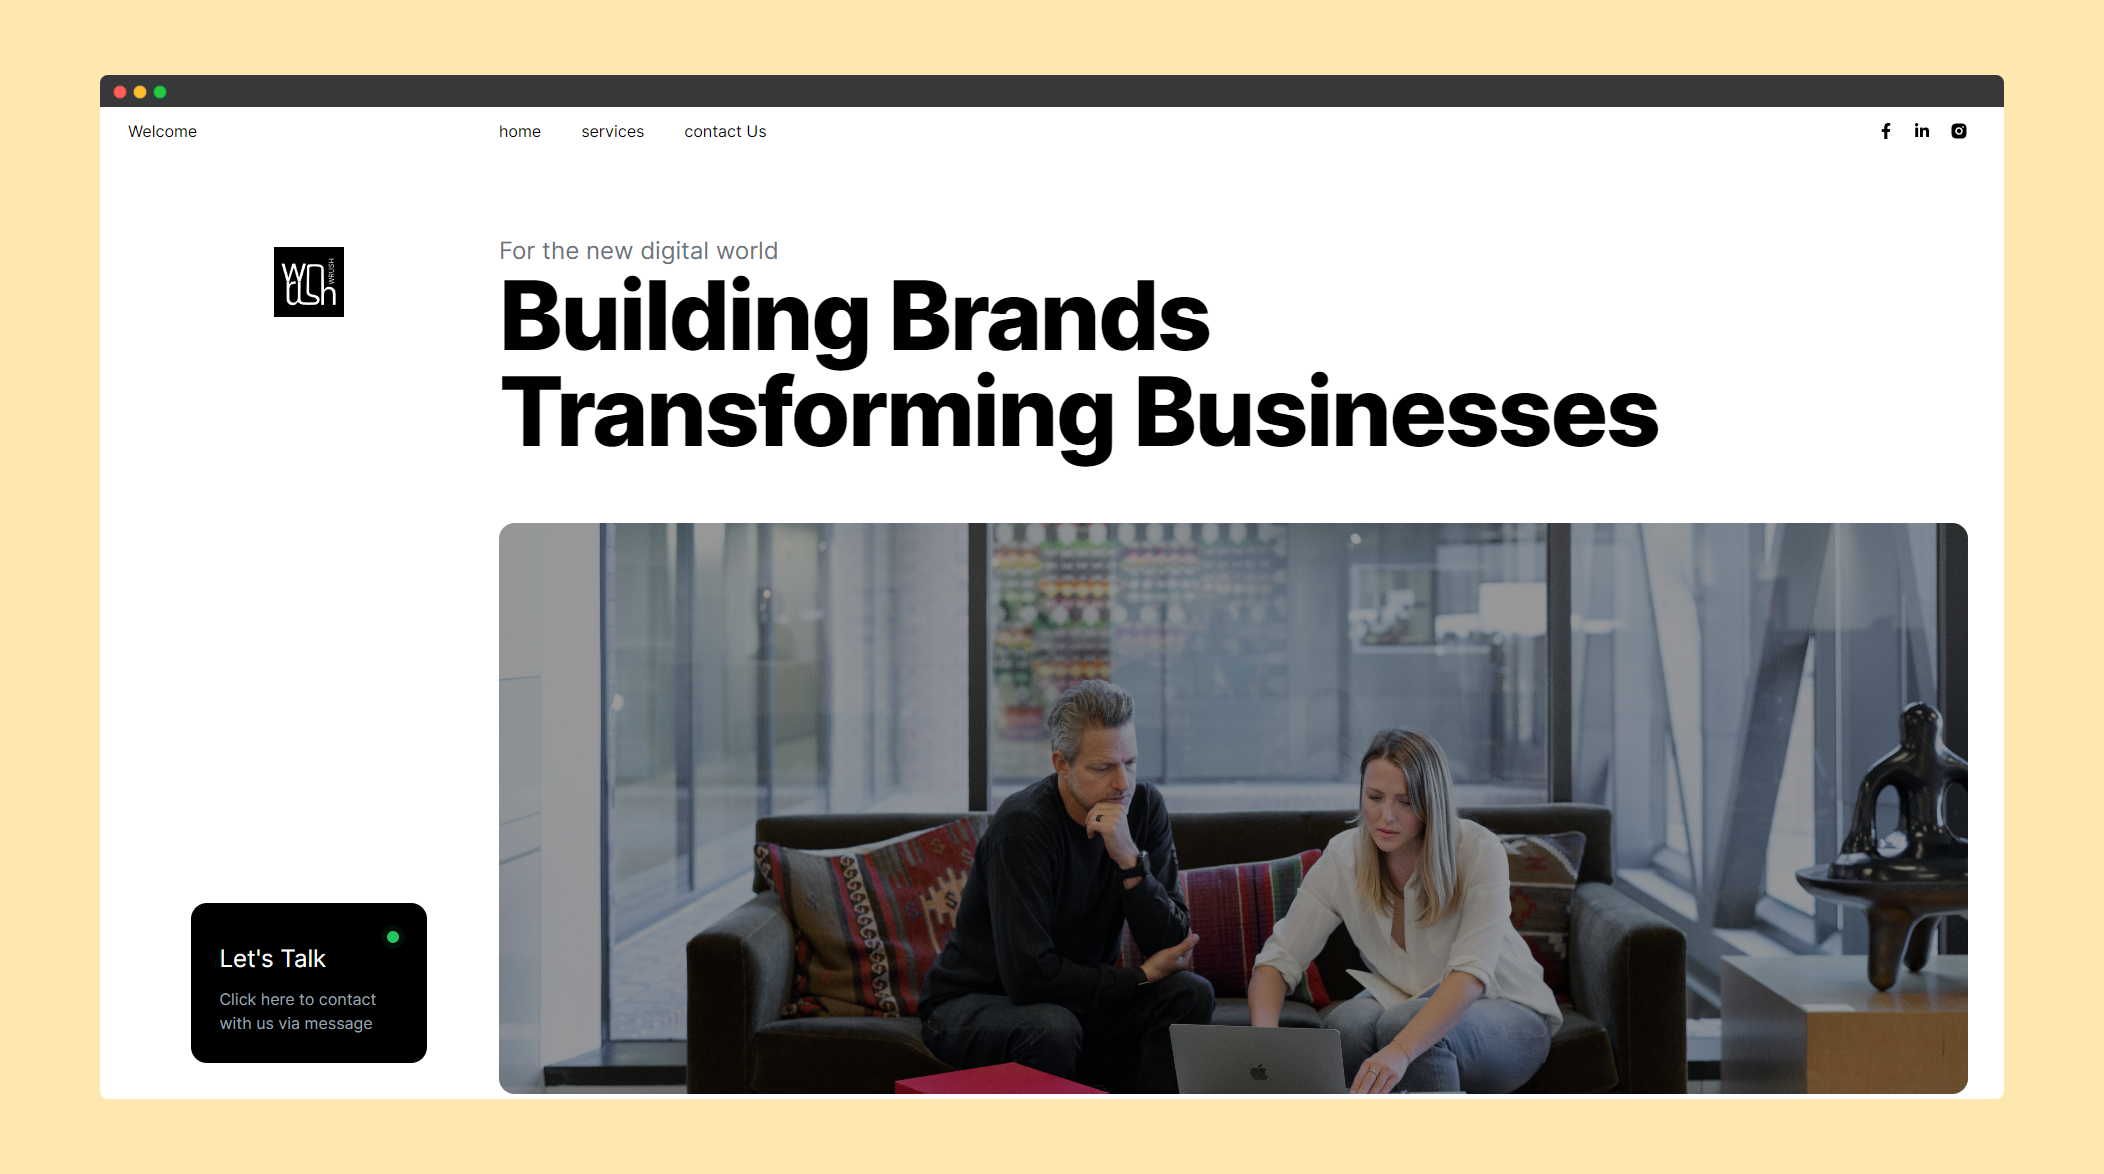 Welcome
home services contact Us
WRUSH
wrush
For the new digital world
Building Brands
Transforming Businesses
Let's Talk
Click here to contact
with us via message